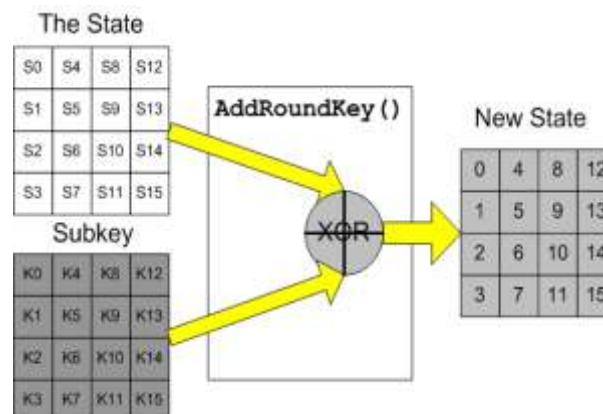 The State
S0 S4 S8 S12
S1 S5 S9 S13
S2 S6 S10 S14
S3 S7 S11 S15
Subkey
K0 K4 K8 K12
K1 K5 K9 K13
K2 K6 K10 K14
K3 K7 K11 K15
AddRoundKey()
XOR
New State
0 4 8 12
1 5 9 13
2 6 10 14
3 7 11 15